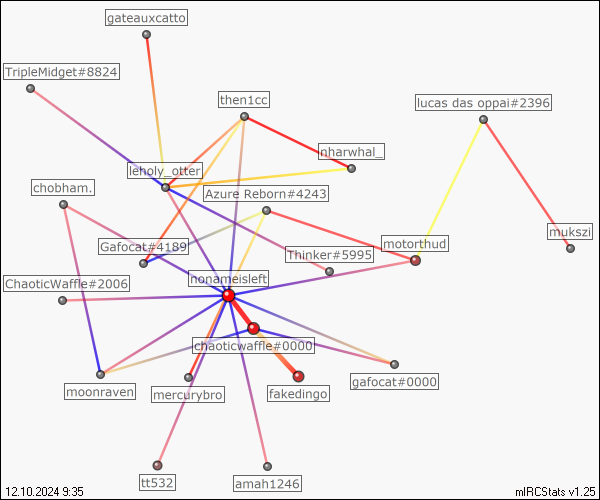 gateauxcatto
TripleMidget#8824
then1cc
lucas das oppai#2396
nharwhal_
leholy_otter
chobham.
Azure Reborn#4243
mukszi
motorthud
Gafocat#4189
Thinker#5995
nonameisleft
ChaoticWaffle#2006
chaoticwaffle#0000
gafocat#0000
moonraven
mercurybro
fakedingo
tt532
amah1246
12.10.2024 9:35
mIRCStats v1.25